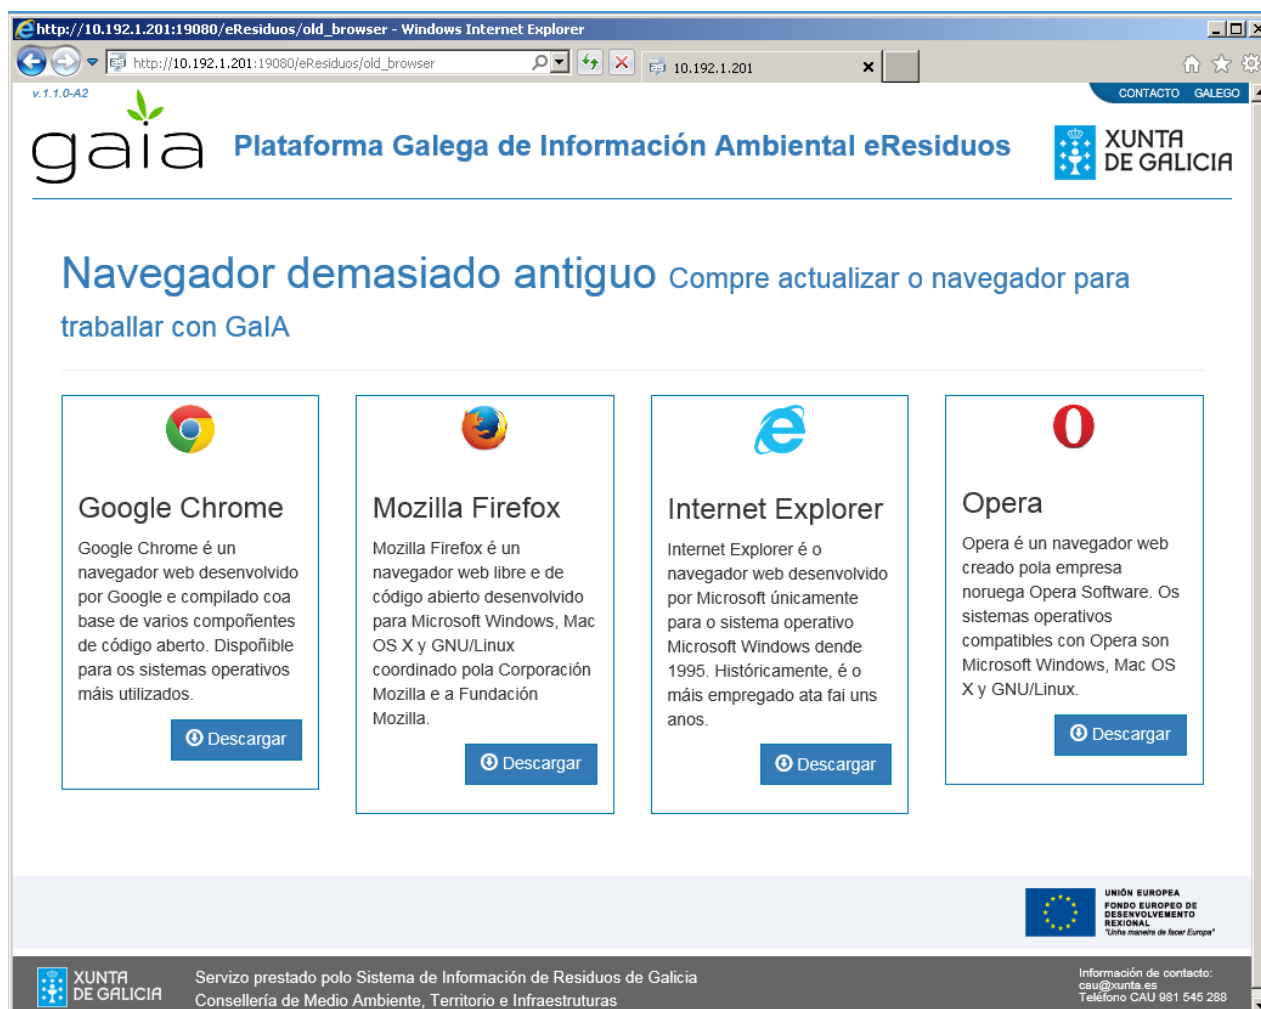 http://10.192.1.201:19080/eResiduos/old_browser - Windows Internet Explorer
http://10.192.1.201:19080/eResiduos/old_browser
10.192.1.201
v.1.1.0-A2
CONTACTO GALEGO
gaia
Plataforma Galega de Información Ambiental eResiduos
XUNTA
DE GALICIA
Navegador demasiado antiguo Compre actualizar o navegador para
traballar con GaIA
Google Chrome
Google Chrome é un
navegador web desenvolvido
por Google e compilado coa
base de varios compoñentes
de código aberto. Dispoñible
para os sistemas operativos
máis utilizados.
Descargar
Mozilla Firefox
Mozilla Firefox é un
navegador web libre e de
código abierto desenvolvido
para Microsoft Windows, Mac
OS X y GNU/Linux
coordinado pola Corporación
Mozilla e a Fundación
Mozilla.
Descargar
Internet Explorer
Internet Explorer é o
navegador web desenvolvido
por Microsoft únicamente
para o sistema operativo
Microsoft Windows dende
1995. Históricamente, é o
máis empregado ata fai uns
anos.
Descargar
Opera
Opera é un navegador web
creado pola empresa
noruega Opera Software. Os
sistemas operativos
compatibles con Opera son
Microsoft Windows, Mac OS
X y GNU/Linux.
Descargar
UNIÓN EUROPEA
FONDO EUROPEO DE
DESENVOLVEMENTO
REXIONAL
"Unha maneira de facer Europa"
XUNTA
DE GALICIA
Servizo prestado polo Sistema de Información de Residuos de Galicia
Consellería de Medio Ambiente, Territorio e Infraestruturas
Información de contacto:
cau@xunta.es
Teléfono CAU 981 545 288